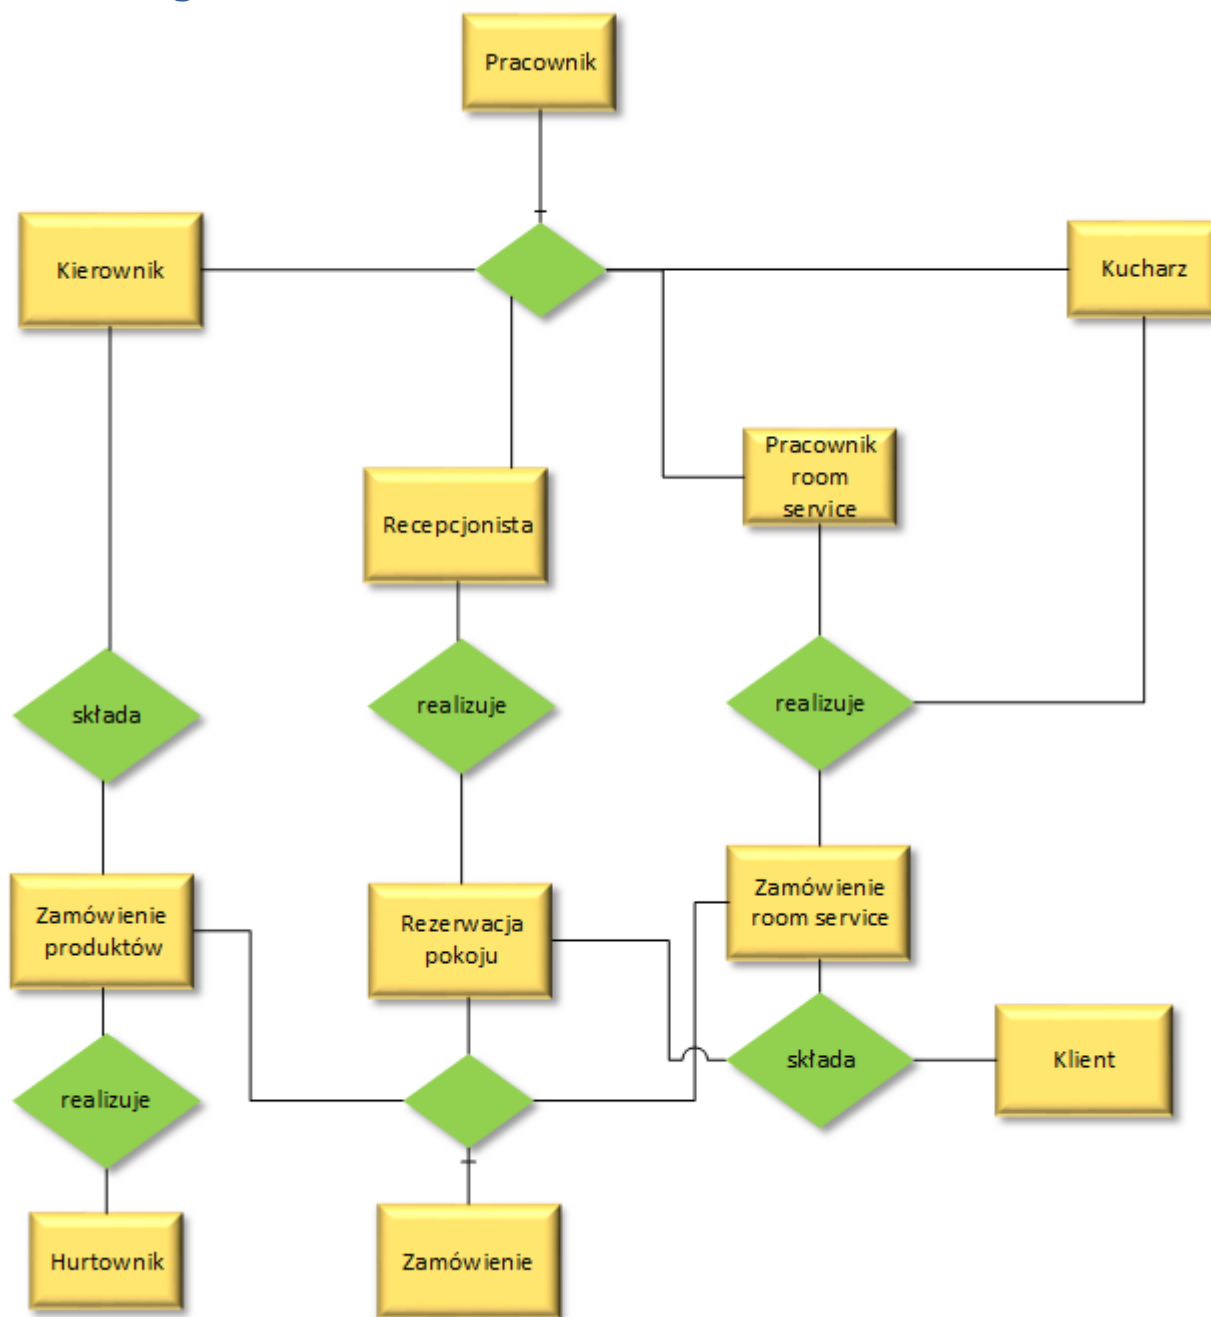 Pracownik
Kierownik
Kucharz
Pracownik
room
service
Recepcjonista
składa
realizuje
realizuje
Zamówienie
produktów
Rezerwacja
pokoju
Zamówienie
room service
realizuje
składa
Klient
Hurtownik
Zamówienie